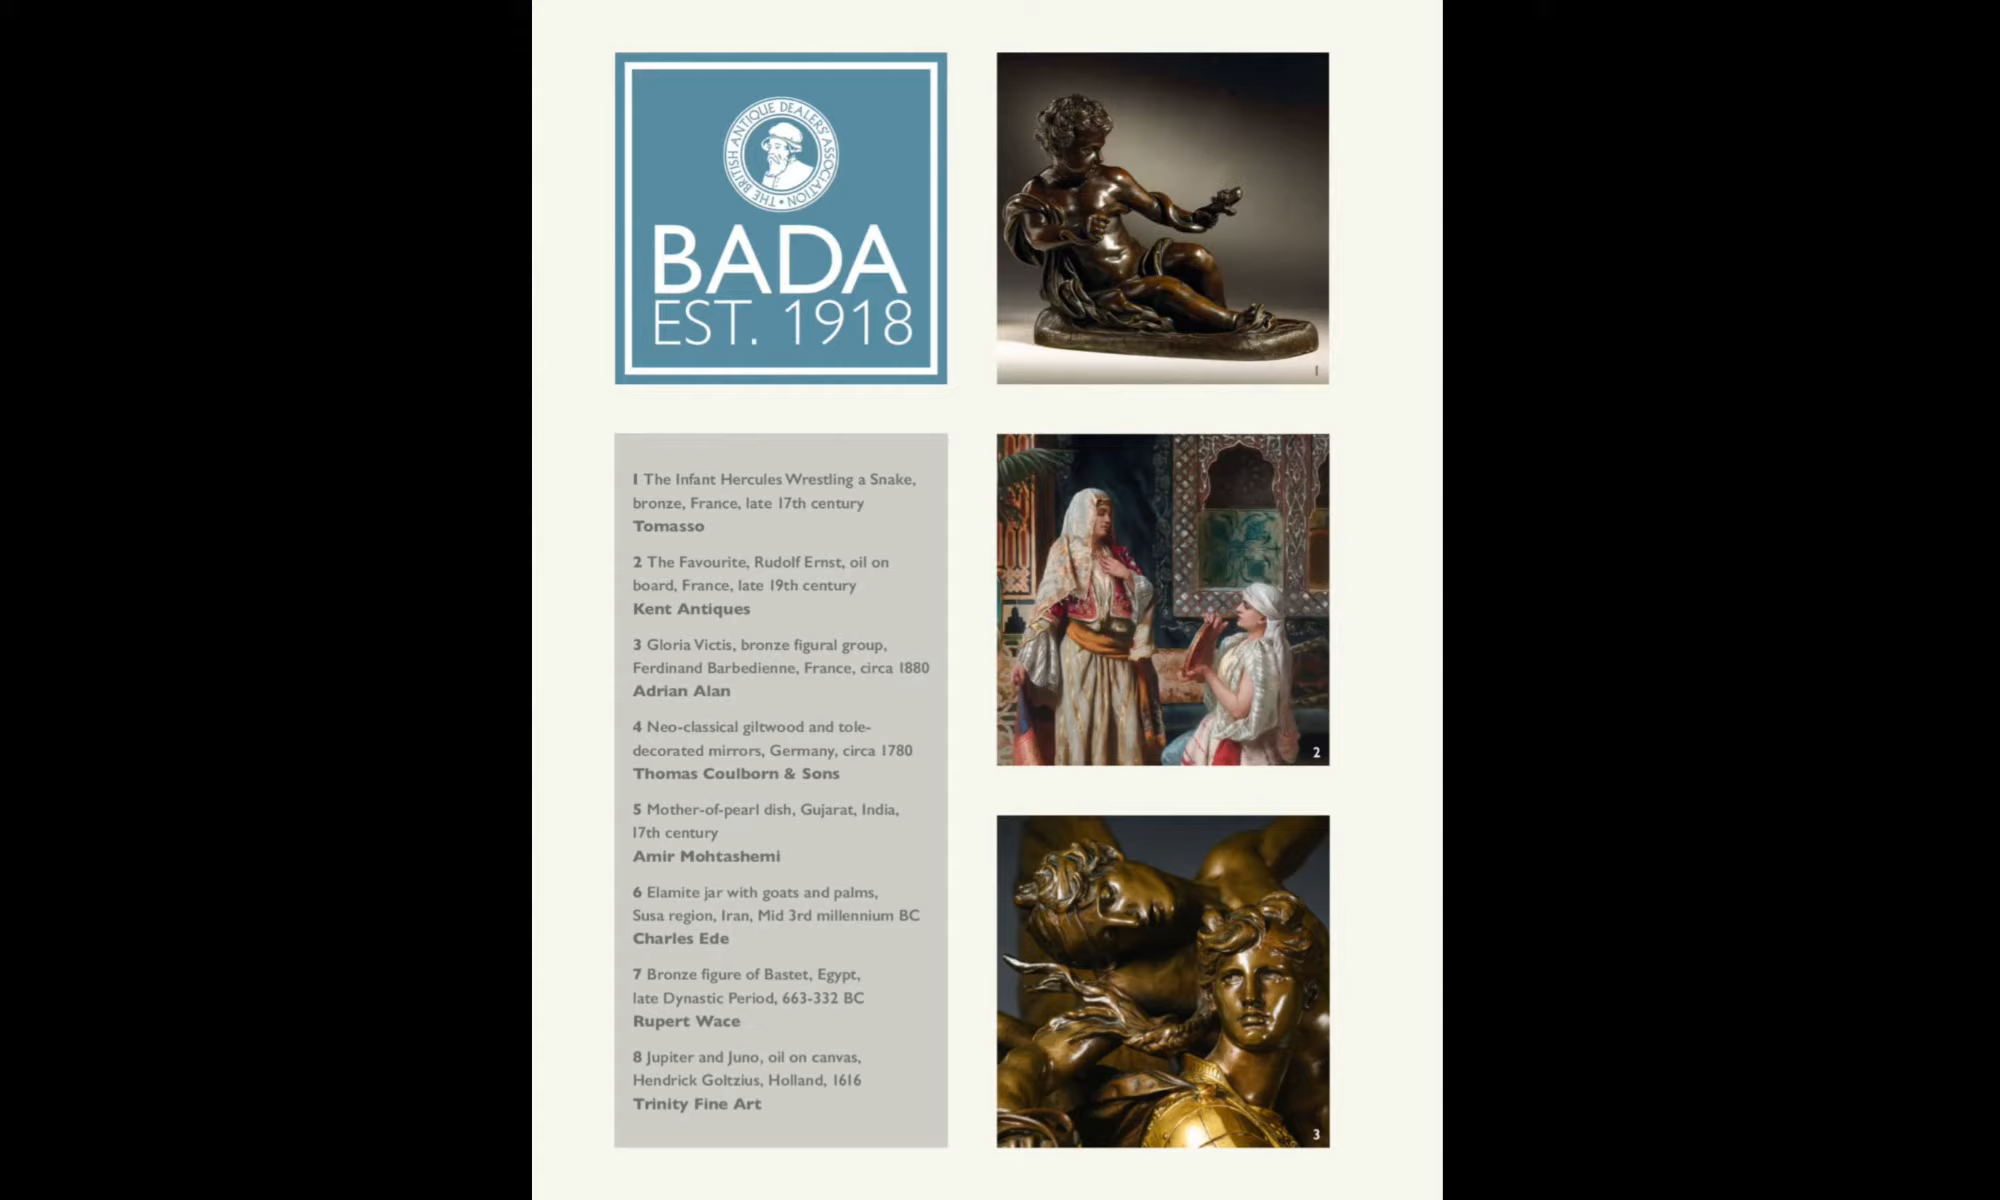 THE BRITISH ANTIQUE DEALERS' ASSOCIATION •
BADA
EST. 1918
1
1 The Infant Hercules Wrestling a Snake,
bronze, France, late 17th century
Tomasso
2 The Favourite, Rudolf Ernst, oil on
board, France, late 19th century
Kent Antiques
3 Gloria Victis, bronze figural group,
Ferdinand Barbedienne, France, circa 1880
Adrian Alan
4 Neo-classical giltwood and tole-
decorated mirrors, Germany, circa 1780
Thomas Coulborn & Sons
5 Mother-of-pearl dish, Gujarat, India,
17th century
Amir Mohtashemi
6 Elamite jar with goats and palms,
Susa region, Iran, Mid 3rd millennium BC
Charles Ede
7 Bronze figure of Bastet, Egypt,
late Dynastic Period, 663-332 BC
Rupert Wace
8 Jupiter and Juno, oil on canvas,
Hendrick Goltzius, Holland, 1616
Trinity Fine Art
2
3